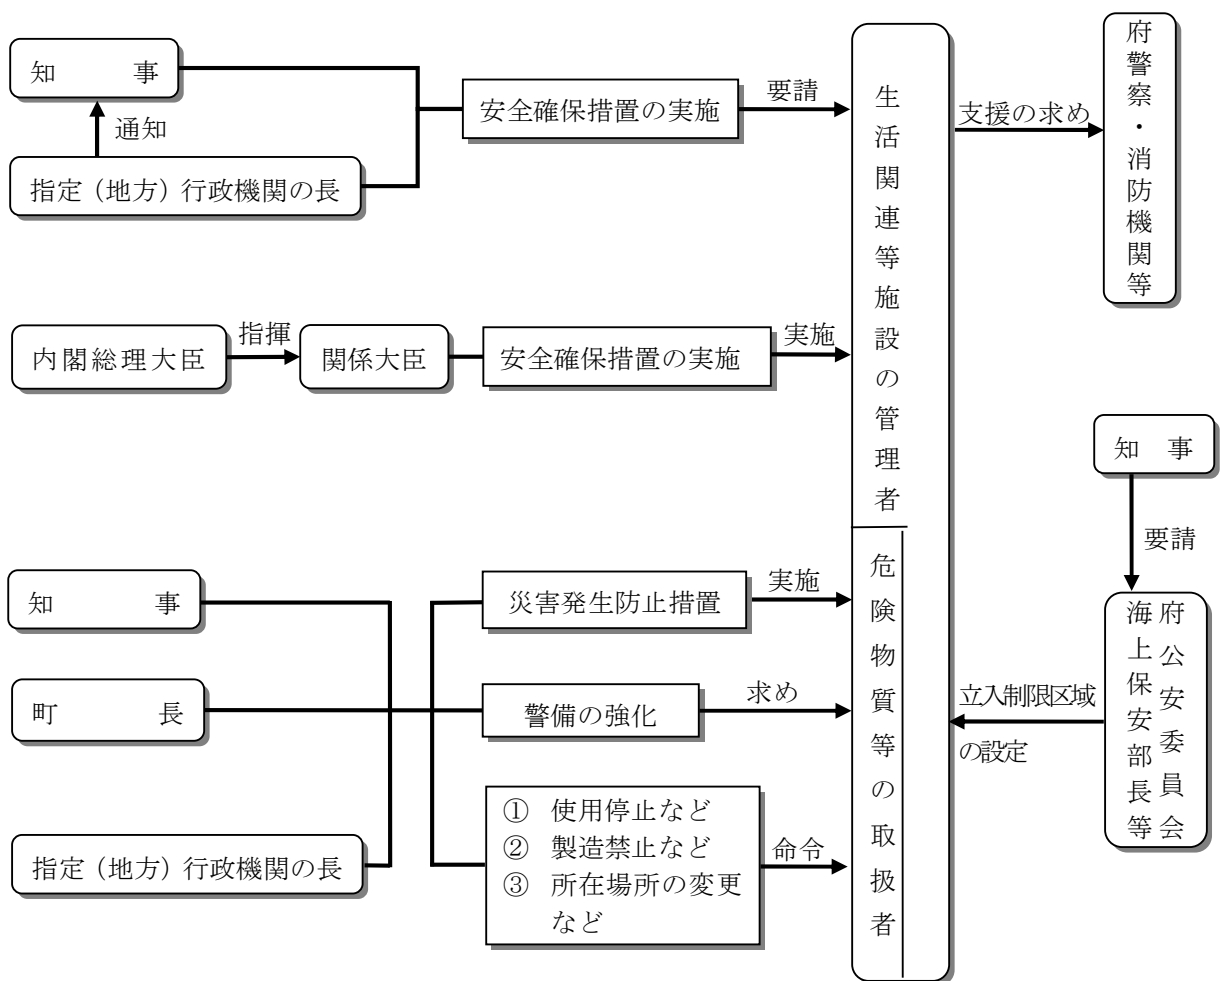 知　　　事
通知
指定（地方）行政機関の長
安全確保措置の実施
要請
生活関連等施設の管理者
支援の求め
府警察・消防機関等
内閣総理大臣
指揮
関係大臣
安全確保措置の実施
実施
知　事
要請
府公安委員会
海上保安部長等
立入制限区域
の設定
知　　　　事
町　　　　長
指定（地方）行政機関の長
災害発生防止措置
実施
警備の強化
求め
①　使用停止など
②　製造禁止など
③　所在場所の変更
など
命令
危険物質等の取扱者